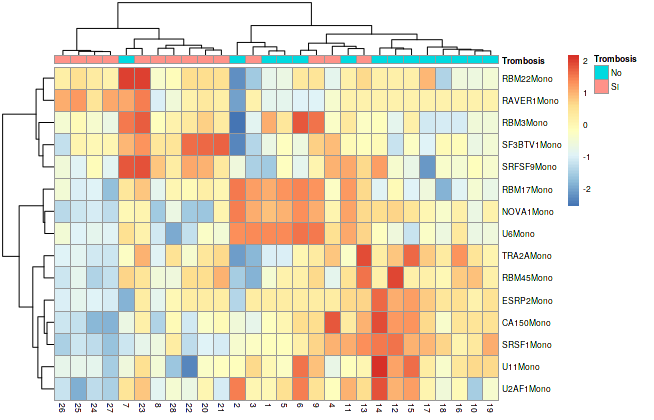 Trombosis
RBM22Mono
RAVER1Mono
RBM3Mono
SF3BTV1Mono
SRFSF9Mono
RBM17Mono
NOVA1Mono
U6Mono
TRA2AMono
RBM45Mono
ESRP2Mono
CA150Mono
SRSF1Mono
U11Mono
U2AF1Mono
26 25 24 27 7 23 8 28 22 20 21 2 3 1 5 6 9 4 11 13 14 12 15 17 18 16 10 19
2
1
0
-1
-2
Trombosis
No
SI